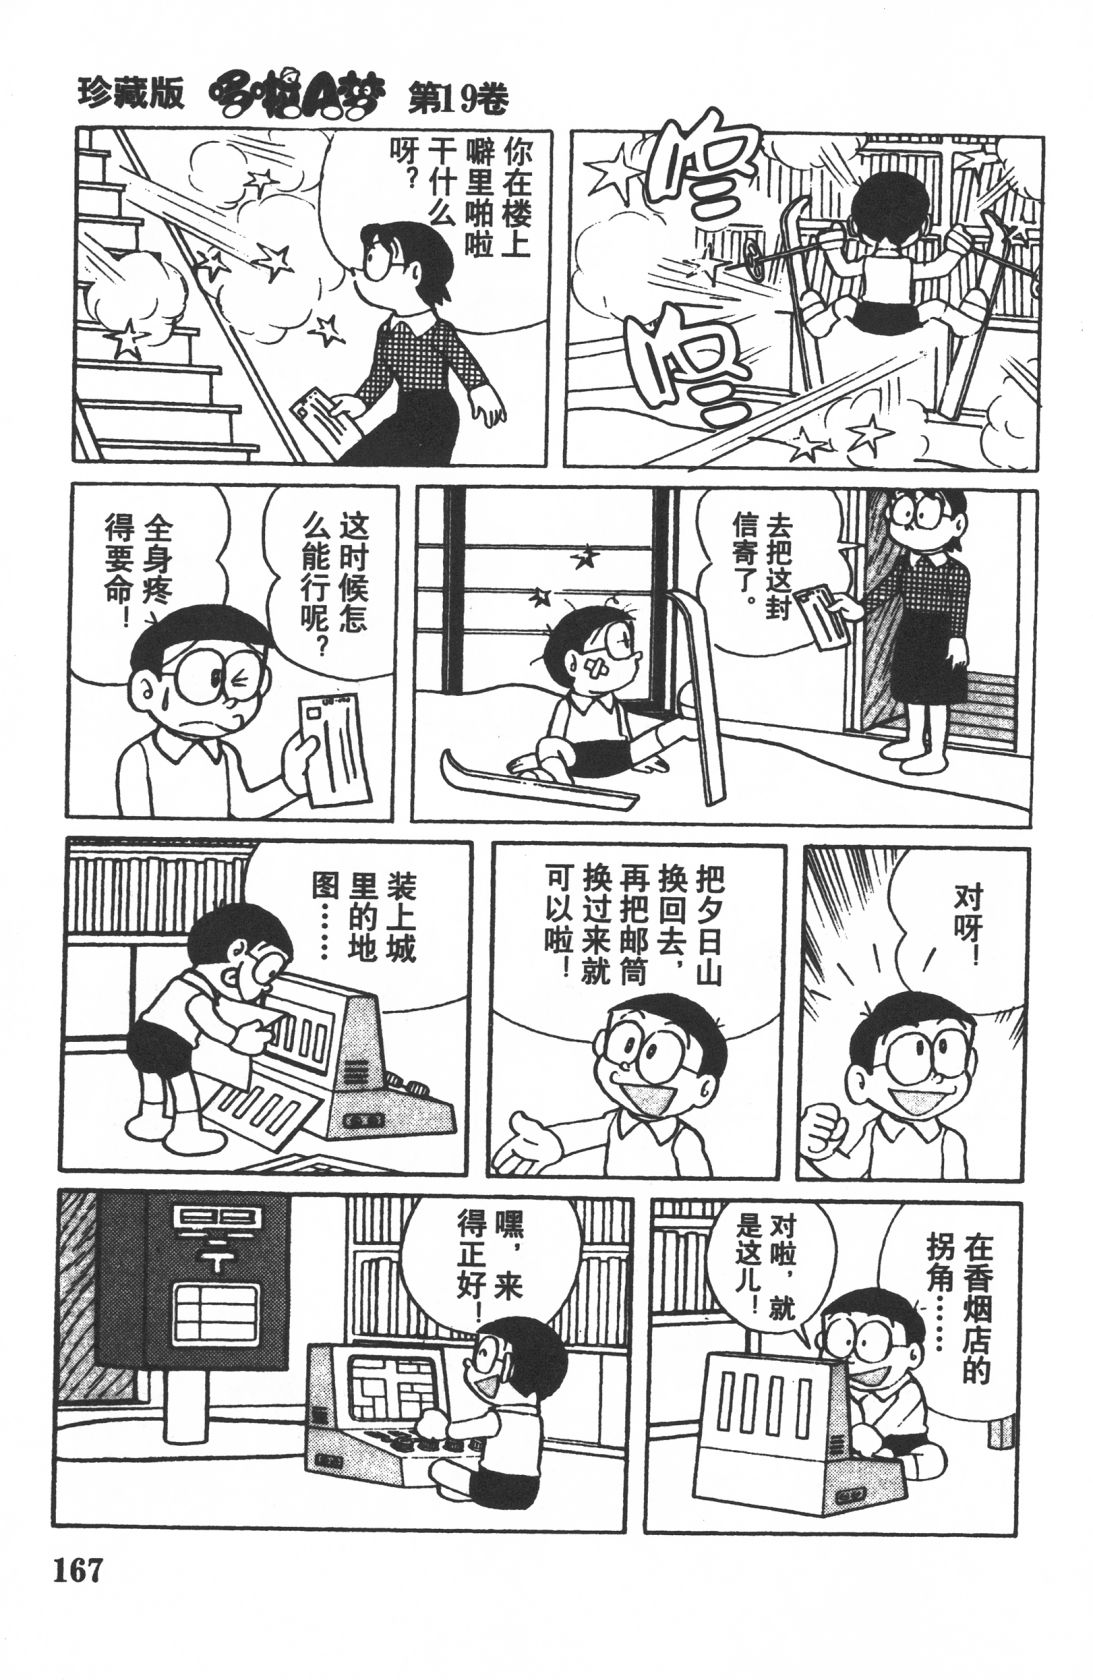 珍藏版 哆啦A梦 第19卷
咚
咚
你在楼上
噼里啪啦
干什么
呀？
去把这封
信寄了。
这时候怎
么能行呢？
全身疼
得要命！
对呀！
把夕日山
换回去，
再把邮筒
换过来就
可以啦！
装上城
里的地
图……
在香烟店的
拐角……
对啦，就
是这儿！
嘿，来
得正好！
167